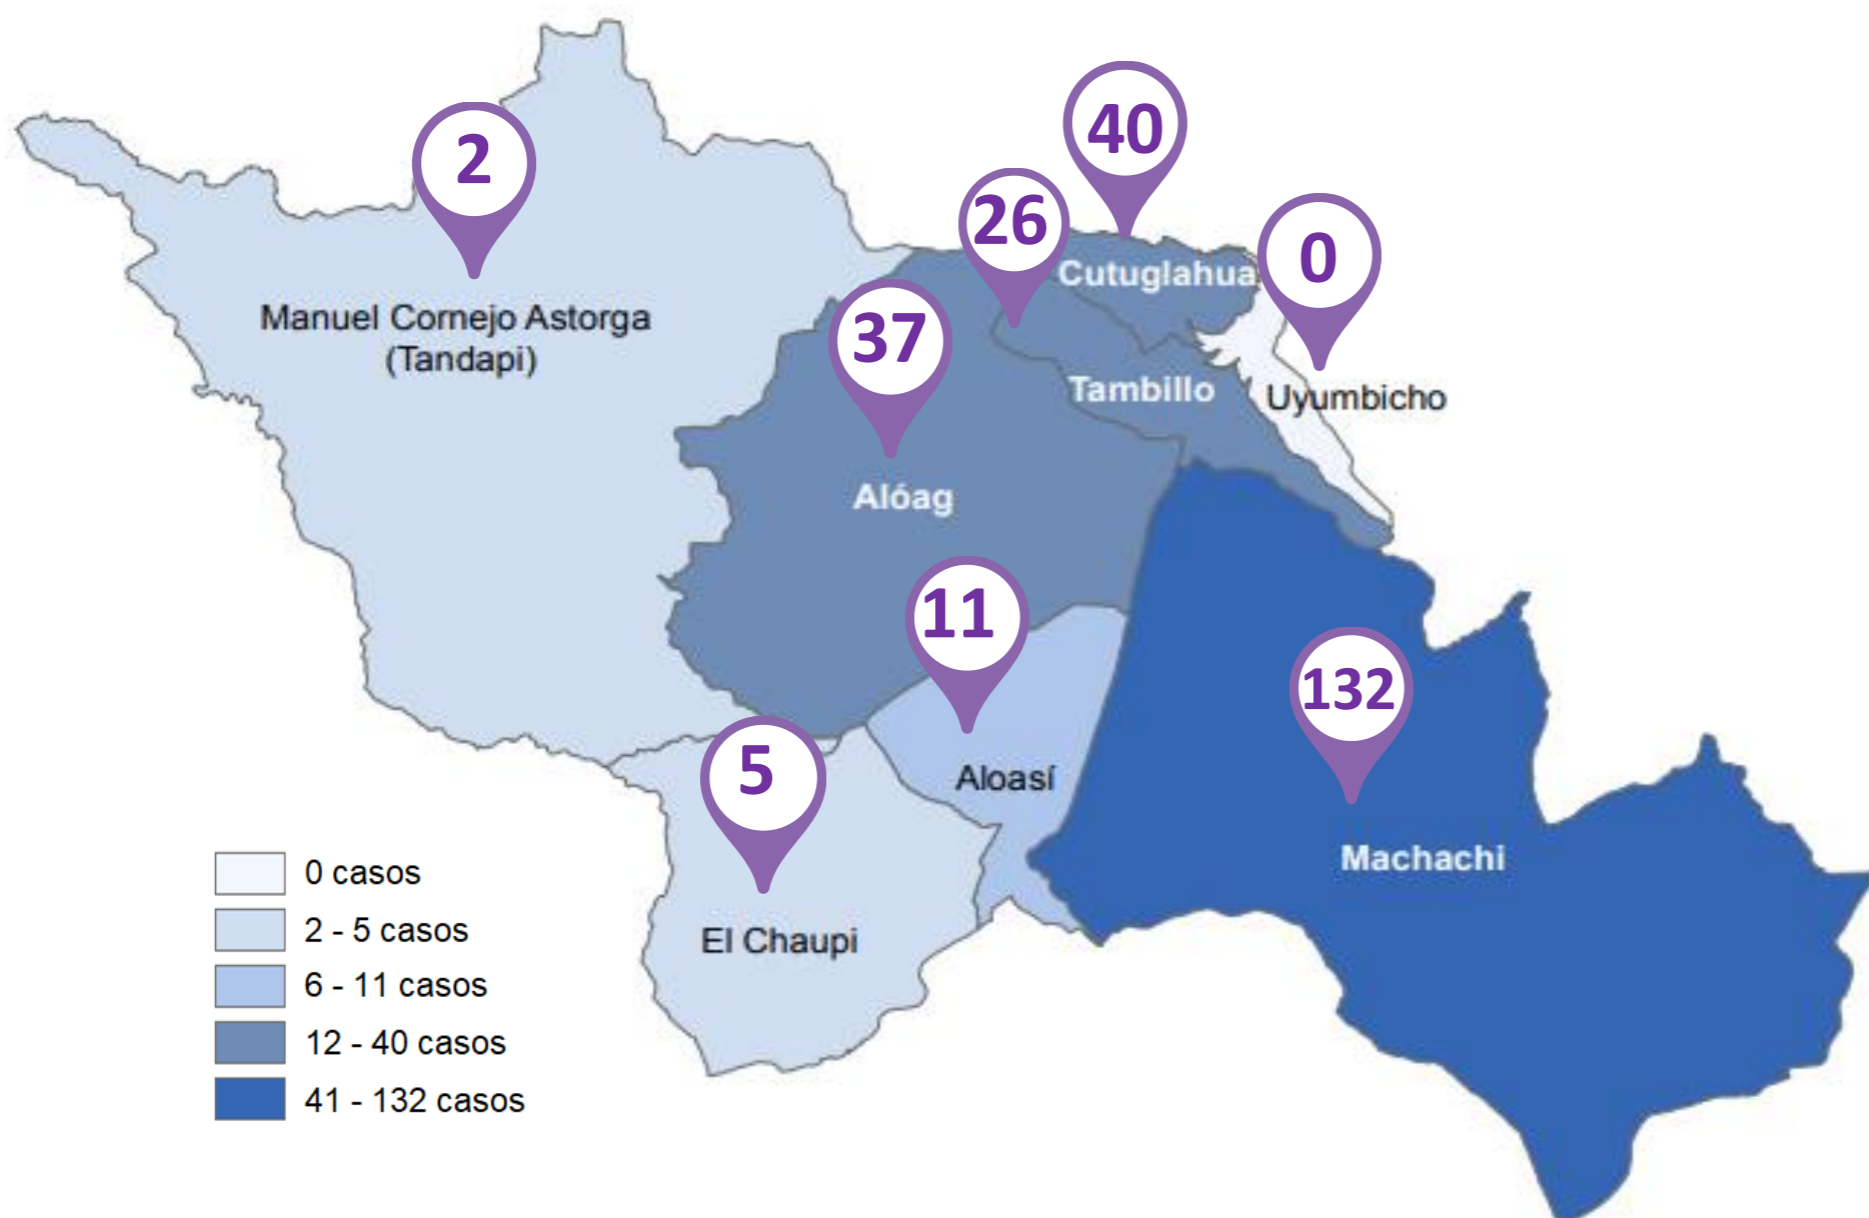 2
40
26
0
Cutuglahua
Manuel Cornejo Astorga
(Tandapi)
37
Tambillo
Uyumbicho
Alóag
11
132
5
Aloasí
Machachi
El Chaupi
0 casos
2 - 5 casos
6 - 11 casos
12 - 40 casos
41 - 132 casos